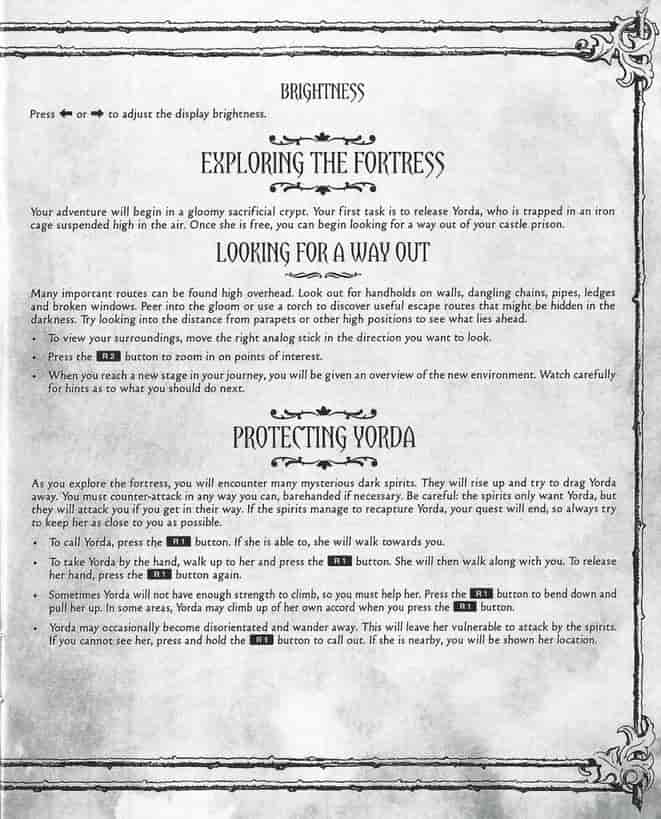 BRIGHTNESS
Press ← or → to adjust the display brightness.
EXPLORING THE FORTRESS
Your adventure will begin in a gloomy sacrificial crypt. Your first task is to release Yorda, who is trapped in an iron
cage suspended high in the air. Once she is free, you can begin looking for a way out of your castle prison.
LOOKING FOR A WAY OUT
Many important routes can be found high overhead. Look out for handholds on walls, dangling chains, pipes, ledges
and broken windows. Peer into the gloom or use a torch to discover useful escape routes that might be hidden in the
darkness. Try looking into the distance from parapets or other high positions to see what lies ahead.
• To view your surroundings, move the right analog stick in the direction you want to look.
• Press the R2 button to zoom in on points of interest.
• When you reach a new stage in your journey, you will be given an overview of the new environment. Watch carefully
for hints as to what you should do next.
PROTECTING YORDA
As you explore the fortress, you will encounter many mysterious dark spirits. They will rise up and try to drag Yorda
away. You must counter-attack in any way you can, barehanded if necessary. Be careful: the spirits only want Yorda, but
they will attack you if you get in their way. If the spirits manage to recapture Yorda, your quest will end, so always try
to keep her as close to you as possible.
• To call Yorda, press the R1 button. If she is able to, she will walk towards you.
• To take Yorda by the hand, walk up to her and press the R1 button. She will then walk along with you. To release
her hand, press the R1 button again.
• Sometimes Yorda will not have enough strength to climb, so you must help her. Press the R1 button to bend down and
pull her up. In some areas, Yorda may climb up of her own accord when you press the R1 button.
• Yorda may occasionally become disorientated and wander away. This will leave her vulnerable to attack by the spirits.
If you cannot see her, press and hold the R1 button to call out. If she is nearby, you will be shown her location.